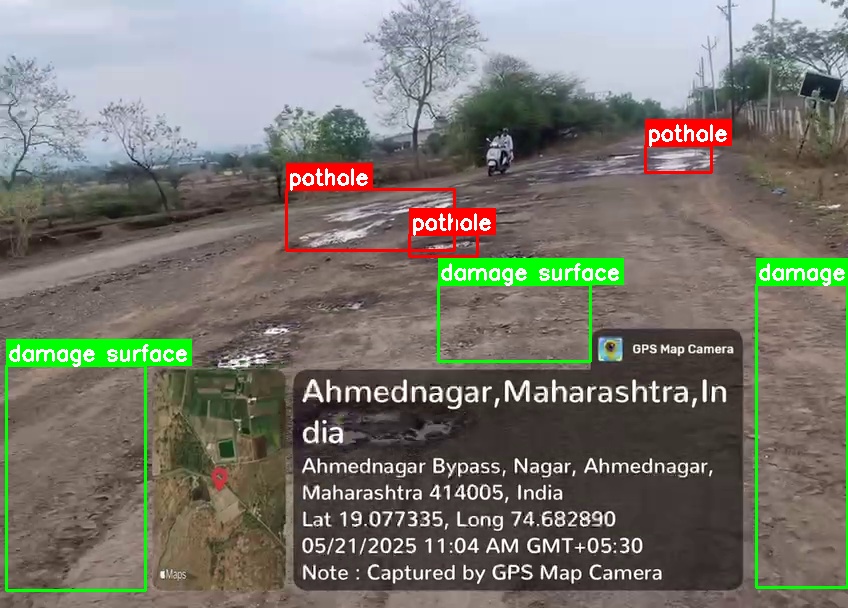 pothole
pothole
pothole
damage surface
damage
damage surface
GPS Map Camera
Ahmednagar,Maharashtra,In
dia
Ahmednagar Bypass, Nagar, Ahmednagar,
Maharashtra 414005, India
Lat 19.077335, Long 74.682890
05/21/2025 11:04 AM GMT+05:30
Note : Captured by GPS Map Camera
Maps